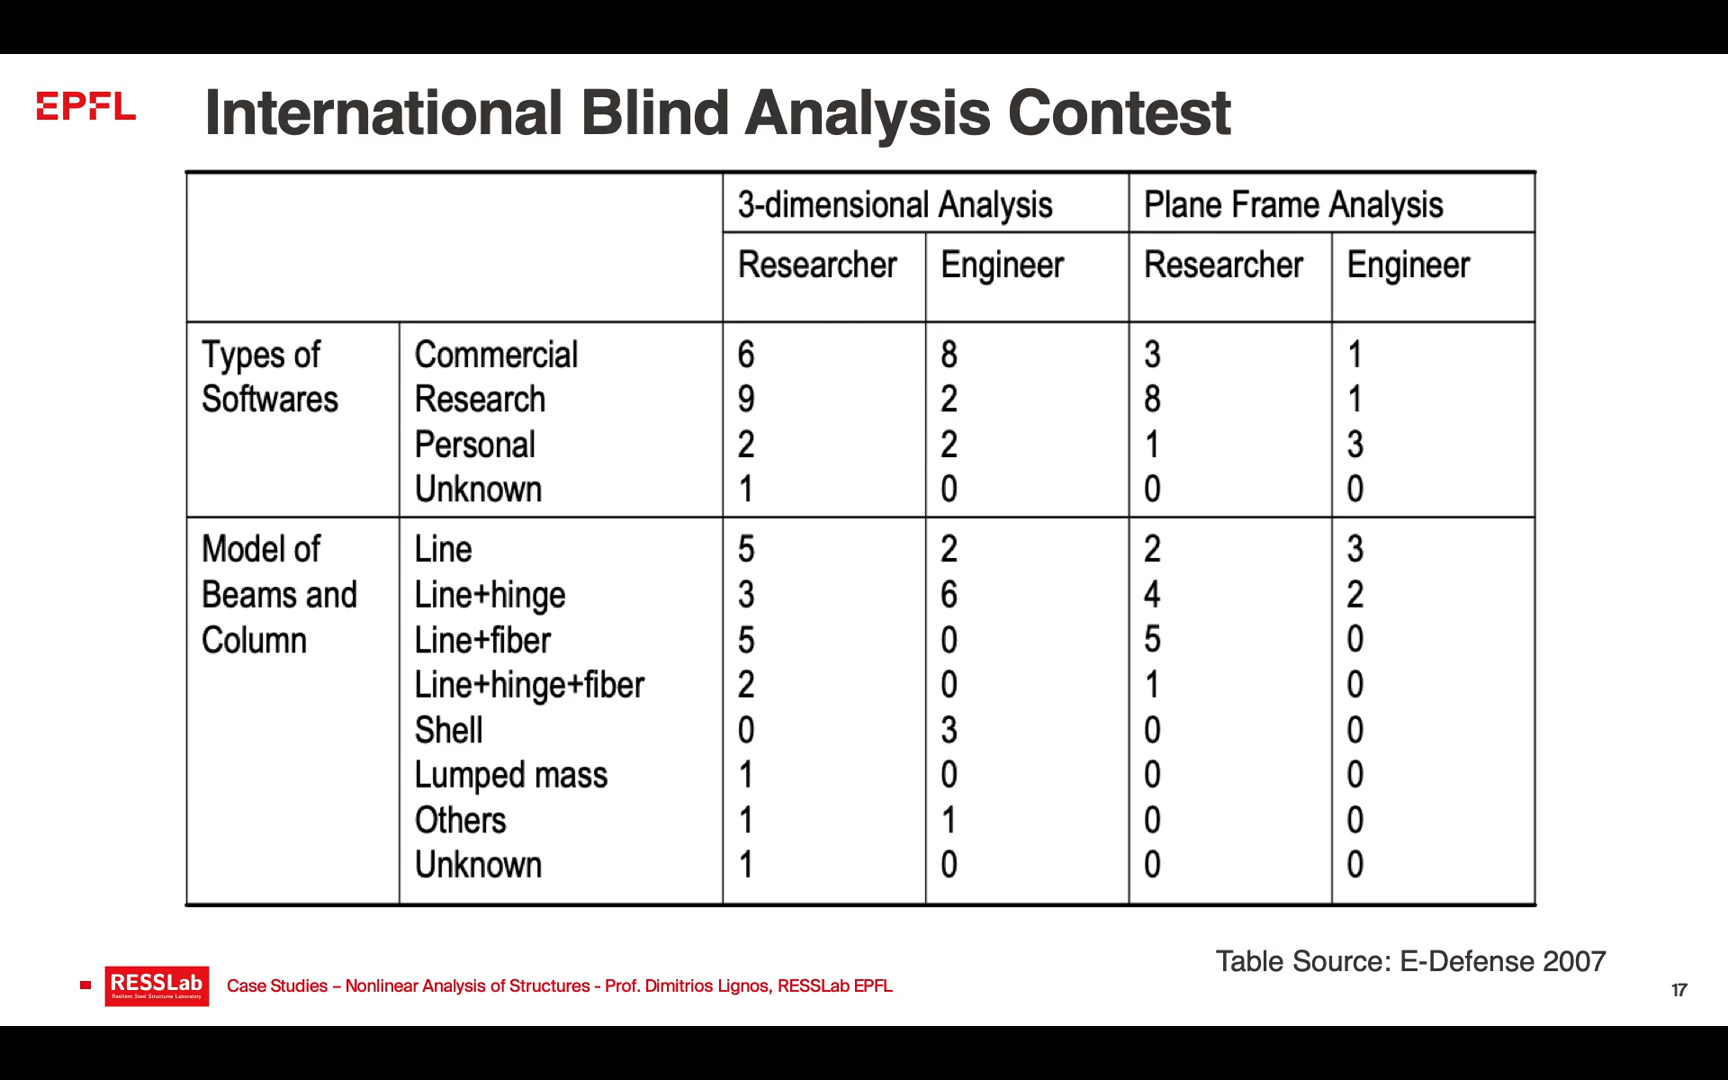 EPFL
International Blind Analysis Contest
3-dimensional Analysis Plane Frame Analysis
Researcher Engineer Researcher Engineer
Types of Softwares
Commercial 6 8 3 1
Research 9 2 8 1
Personal 2 2 1 3
Unknown 1 0 0 0
Model of Beams and Column
Line 5 2 2 3
Line+hinge 3 6 4 2
Line+fiber 5 0 5 0
Line+hinge+fiber 2 0 1 0
Shell 0 3 0 0
Lumped mass 1 0 0 0
Others 1 1 0 0
Unknown 1 0 0 0
Table Source: E-Defense 2007
RESSLab
Resilient Steel Structures Laboratory
Case Studies – Nonlinear Analysis of Structures - Prof. Dimitrios Lignos, RESSLab EPFL
17